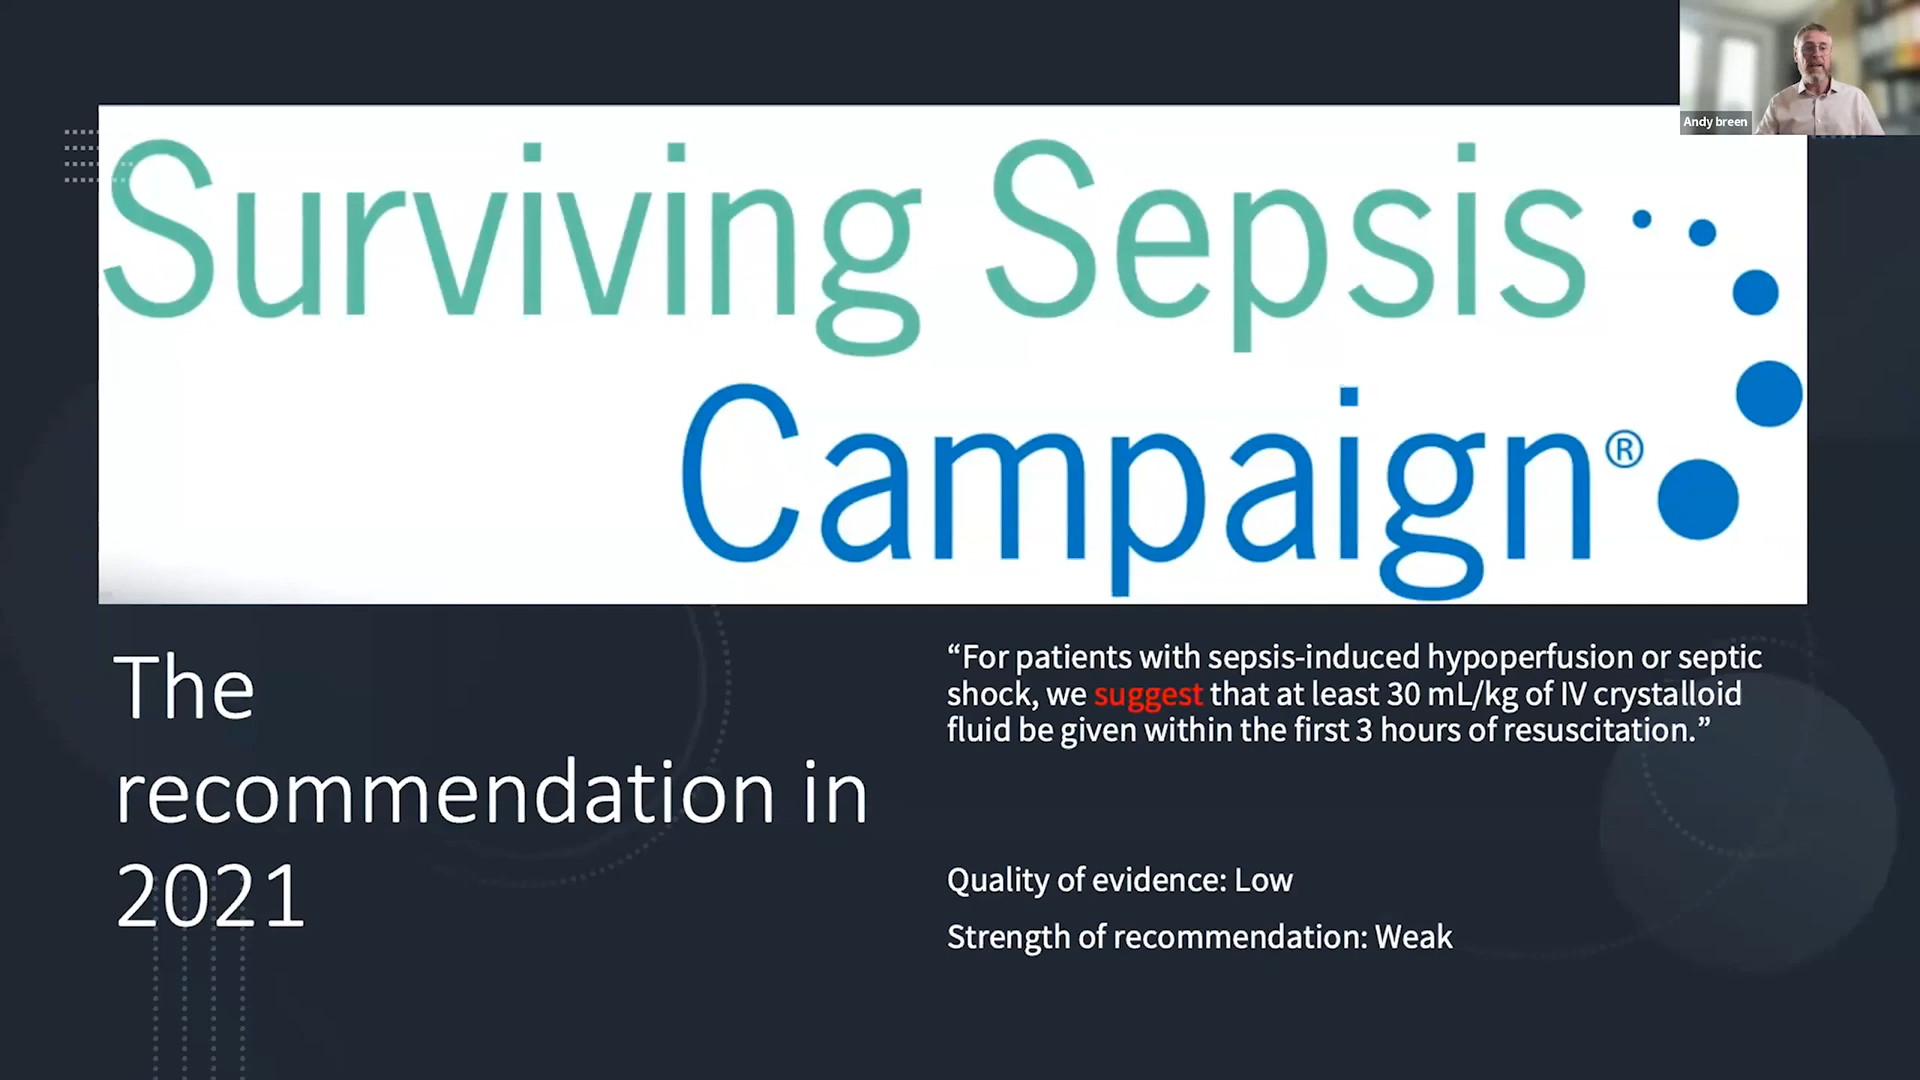 Andy breen
Surviving Sepsis
Campaign®
The
recommendation in
2021
“For patients with sepsis-induced hypoperfusion or septic
shock, we suggest that at least 30 mL/kg of IV crystalloid
fluid be given within the first 3 hours of resuscitation.”
Quality of evidence: Low
Strength of recommendation: Weak